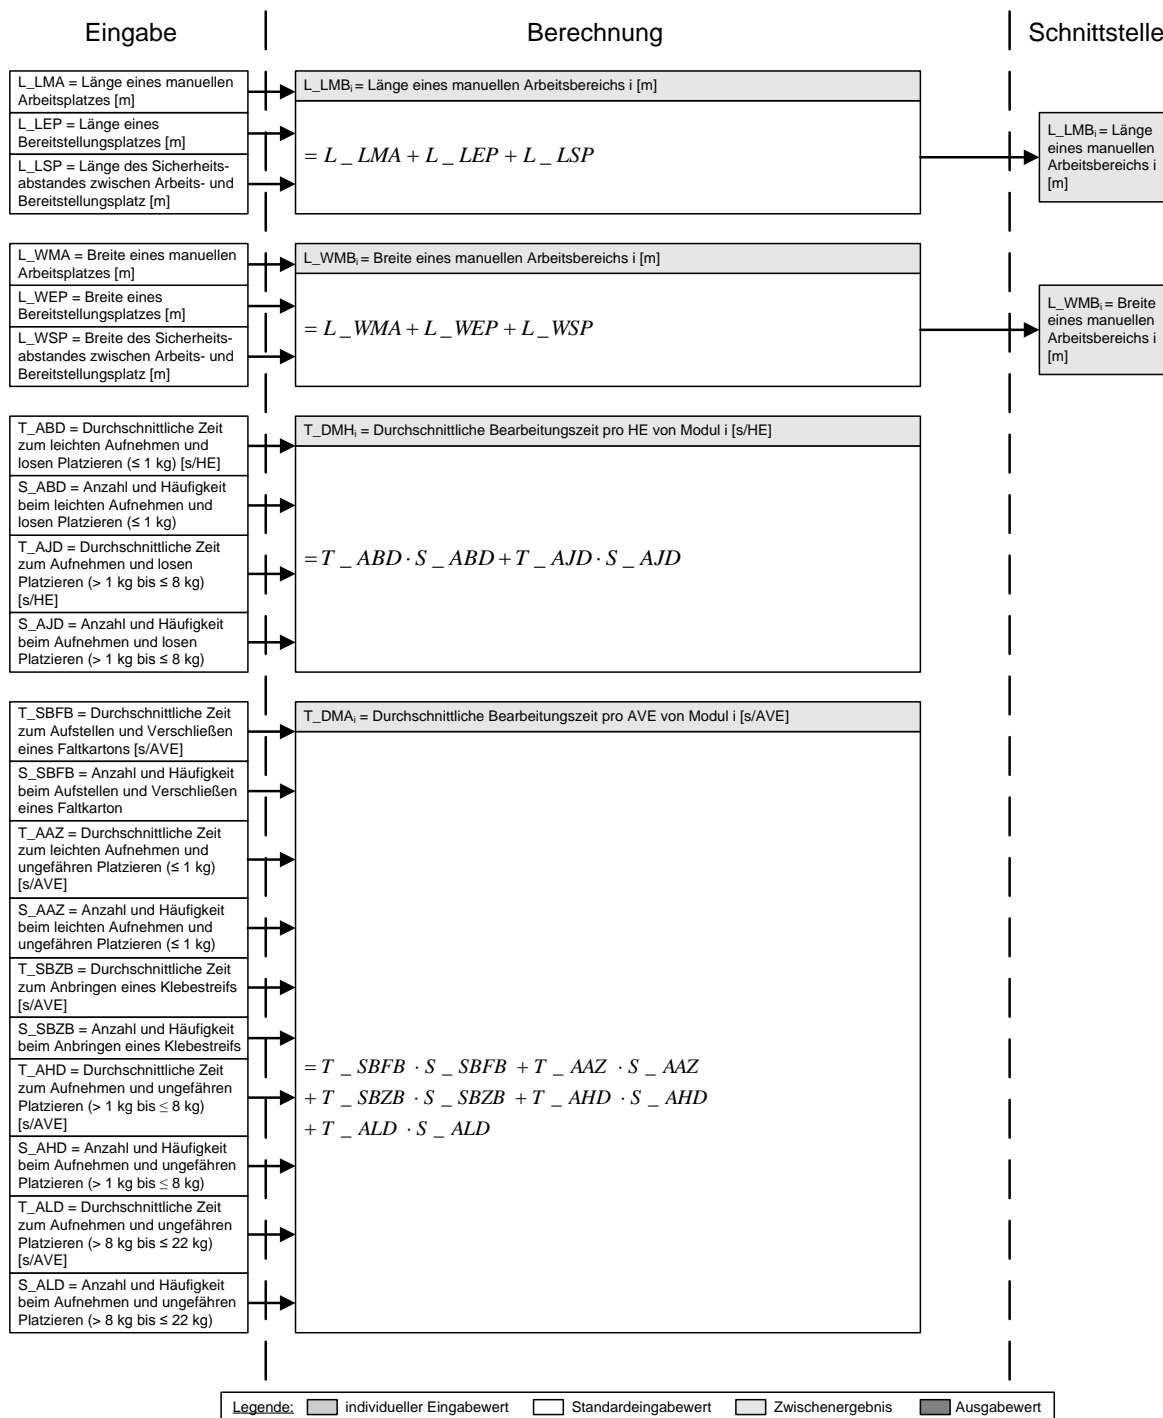 Eingabe
Berechnung
Schnittstelle
L_LMA = Länge eines manuellen
Arbeitsplatzes [m]
L_LEP = Länge eines
Bereitstellungsplatzes [m]
L_LSP = Länge des Sicherheits-
abstandes zwischen Arbeits- und
Bereitstellungsplatz [m]
L_LMBi = Länge eines manuellen Arbeitsbereichs i [m]
= L _ LMA + L _ LEP + L _ LSP
L_LMBi = Länge
eines manuellen
Arbeitsbereichs i
[m]
L_WMA = Breite eines manuellen
Arbeitsplatzes [m]
L_WEP = Breite eines
Bereitstellungsplatzes [m]
L_WSP = Breite des Sicherheits-
abstandes zwischen Arbeits- und
Bereitstellungsplatz [m]
L_WMBi = Breite eines manuellen Arbeitsbereichs i [m]
= L _ WMA + L _ WEP + L _ WSP
L_WMBi = Breite
eines manuellen
Arbeitsbereichs i
[m]
T_ABD = Durchschnittliche Zeit
zum leichten Aufnehmen und
losen Platzieren (≤ 1 kg) [s/HE]
S_ABD = Anzahl und Häufigkeit
beim leichten Aufnehmen und
losen Platzieren (≤ 1 kg)
T_AJD = Durchschnittliche Zeit
zum Aufnehmen und losen
Platzieren (> 1 kg bis ≤ 8 kg)
[s/HE]
S_AJD = Anzahl und Häufigkeit
beim Aufnehmen und losen
Platzieren (> 1 kg bis ≤ 8 kg)
T_DMHi = Durchschnittliche Bearbeitungszeit pro HE von Modul i [s/HE]
= T _ ABD · S _ ABD + T _ AJD · S _ AJD
T_SBFB = Durchschnittliche Zeit
zum Aufstellen und Verschließen
eines Faltkartons [s/AVE]
S_SBFB = Anzahl und Häufigkeit
beim Aufstellen und Verschließen
eines Faltkarton
T_AAZ = Durchschnittliche Zeit
zum leichten Aufnehmen und
ungefähren Platzieren (≤ 1 kg)
[s/AVE]
S_AAZ = Anzahl und Häufigkeit
beim leichten Aufnehmen und
ungefähren Platzieren (≤ 1 kg)
T_SBZB = Durchschnittliche Zeit
zum Anbringen eines Klebestreifs
[s/AVE]
S_SBZB = Anzahl und Häufigkeit
beim Anbringen eines Klebestreifs
T_AHD = Durchschnittliche Zeit
zum Aufnehmen und ungefähren
Platzieren (> 1 kg bis ≤ 8 kg)
[s/AVE]
S_AHD = Anzahl und Häufigkeit
beim Aufnehmen und ungefähren
Platzieren (> 1 kg bis ≤ 8 kg)
T_ALD = Durchschnittliche Zeit
zum Aufnehmen und ungefähren
Platzieren (> 8 kg bis ≤ 22 kg)
[s/AVE]
S_ALD = Anzahl und Häufigkeit
beim Aufnehmen und ungefähren
Platzieren (> 8 kg bis ≤ 22 kg)
T_DMAi = Durchschnittliche Bearbeitungszeit pro AVE von Modul i [s/AVE]
= T _ SBFB · S _ SBFB + T _ AAZ · S _ AAZ
+ T _ SBZB · S _ SBZB + T _ AHD · S _ AHD
+ T _ ALD · S _ ALD
Legende: individueller Eingabewert Standardeingabewert Zwischenergebnis Ausgabewert